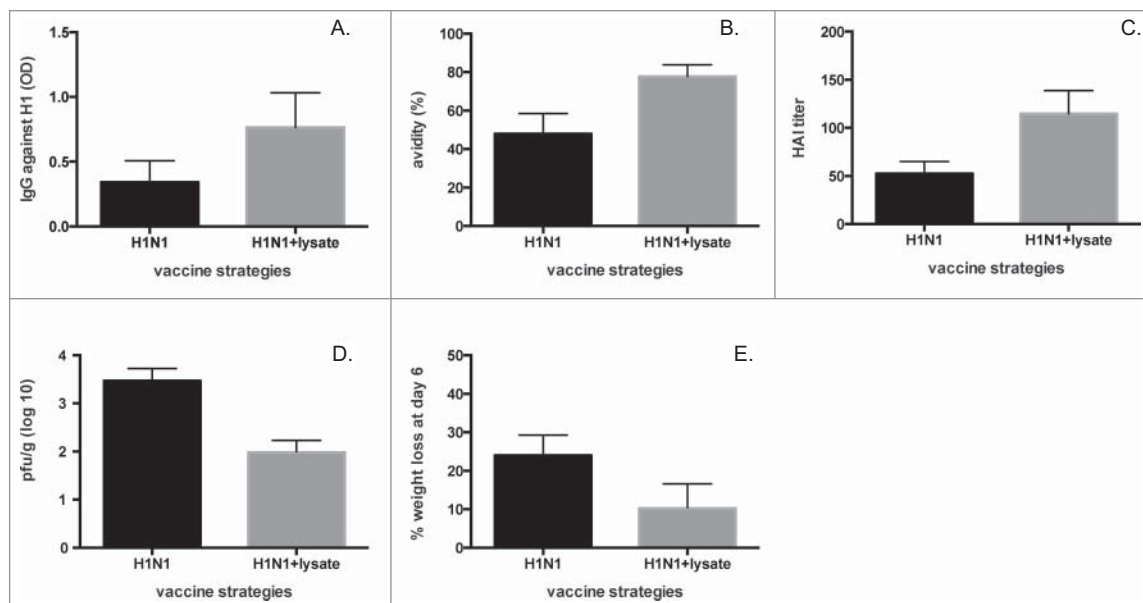 A.
IgG against H1 (OD)
1.5
1.0
0.5
0.0
H1N1
H1N1+lysate
vaccine strategies
B.
avidity (%)
100
80
60
40
20
0
H1N1
H1N1+lysate
vaccine strategies
C.
HAI titer
200
150
100
50
0
H1N1
H1N1+lysate
vaccine strategies
D.
pfu/g (log 10)
4
3
2
1
0
H1N1
H1N1+lysate
vaccine strategies
E.
% weight loss at day 6
50
40
30
20
10
0
H1N1
H1N1+lysate
vaccine strategies